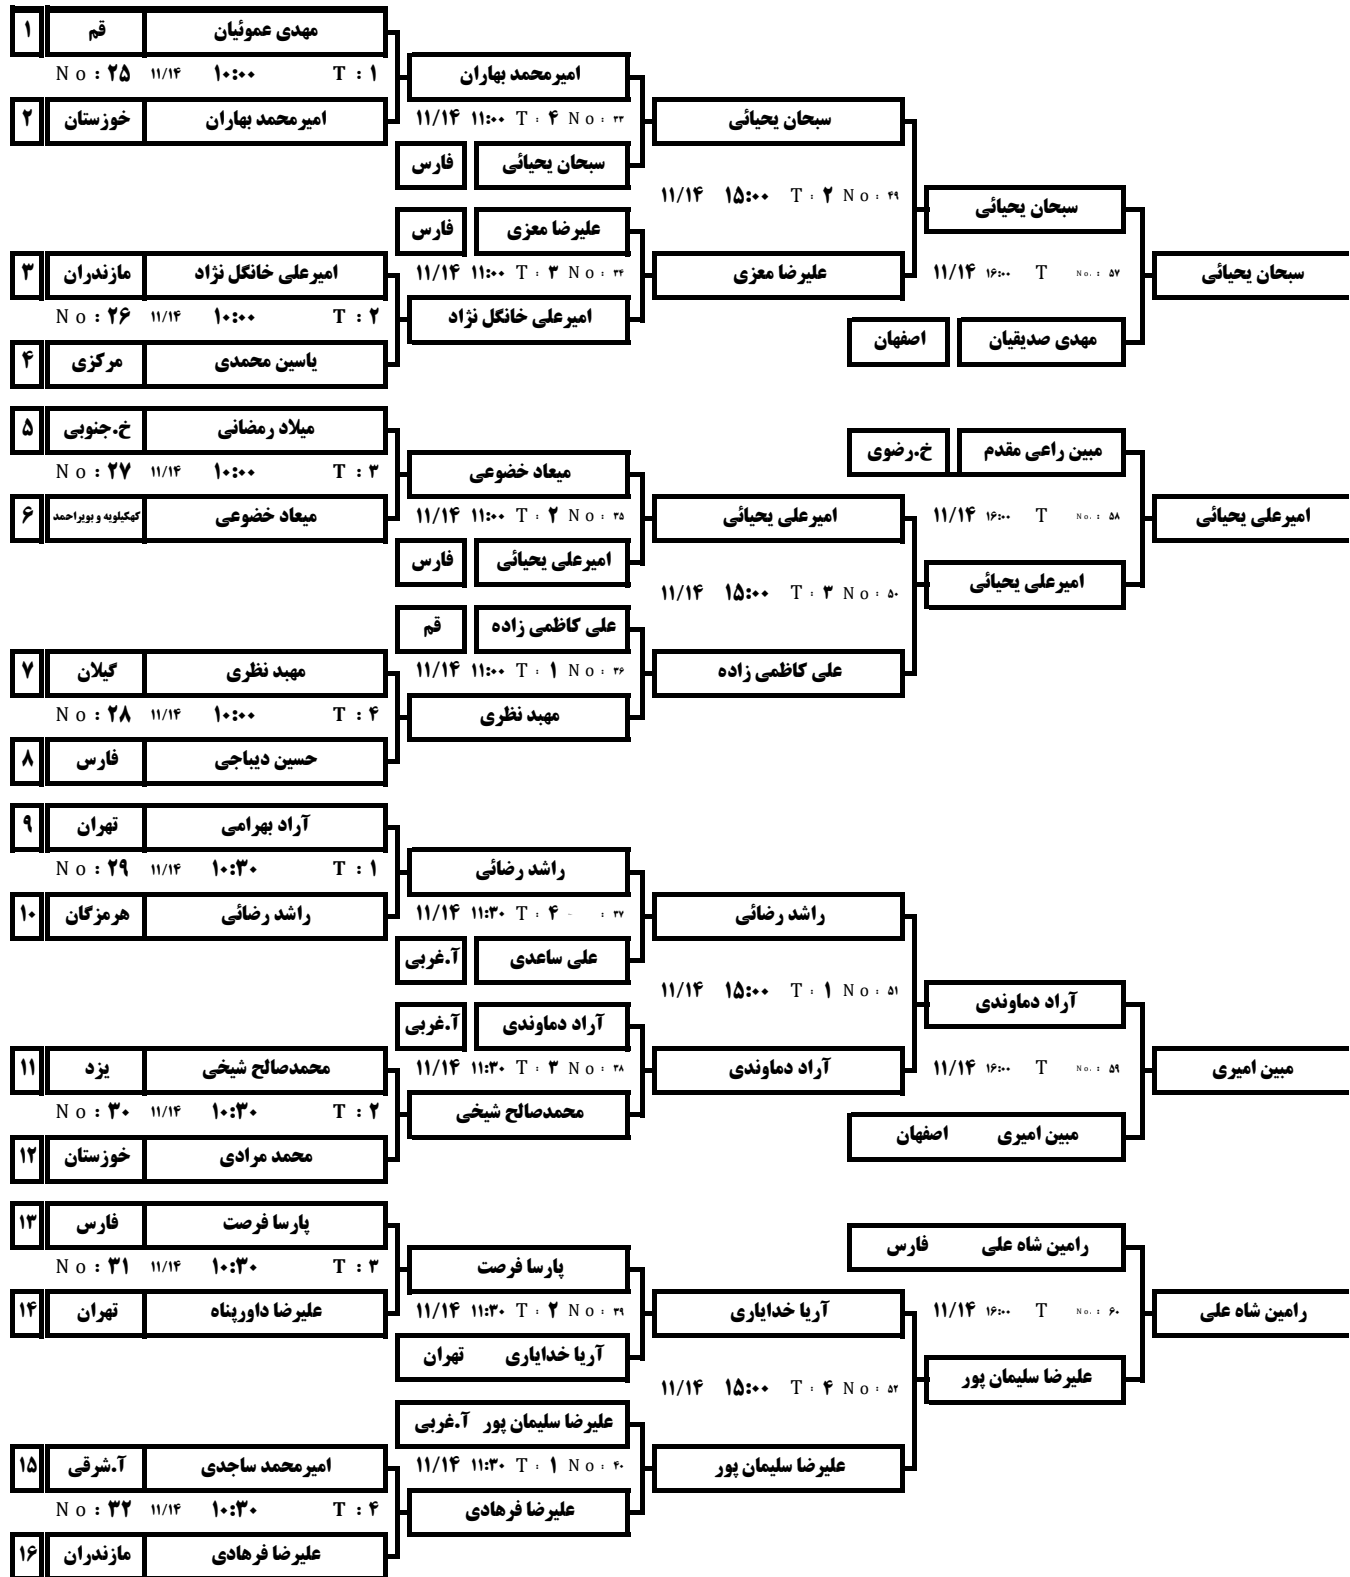 ۱ قم مهدی عموئیان
No : ۲۵ ۱۱/۱۴ ۱۰:۰۰ T : ۱
۲ خوزستان امیرمحمد بهاران
امیرمحمد بهاران
۱۱/۱۴ ۱۱:۰۰ T : ۴ No : ۳۳
فارس سبحان یحیائی
سبحان یحیائی
۱۱/۱۴ ۱۵:۰۰ T : ۲ No : ۴۹
فارس علیرضا معزی
۳ مازندران امیرعلی خانگل نژاد
۱۱/۱۴ ۱۱:۰۰ T : ۳ No : ۳۴
علیرضا معزی
No : ۲۶ ۱۱/۱۴ ۱۰:۰۰ T : ۲
امیرعلی خانگل نژاد
۴ مرکزی یاسین محمدی
سبحان یحیائی
۱۱/۱۴ ۱۶:۰۰ T No. : ۵۷
سبحان یحیائی
اصفهان مهدی صدیقیان
۵ خ.جنوبی میلاد رمضانی
No : ۲۷ ۱۱/۱۴ ۱۰:۰۰ T : ۳
۶ کهکیلویه و بویراحمد میعاد خضوعی
میعاد خضوعی
۱۱/۱۴ ۱۱:۰۰ T : ۲ No : ۳۵
فارس امیرعلی یحیائی
امیرعلی یحیائی
۱۱/۱۴ ۱۵:۰۰ T : ۳ No : ۵۰
قم علی کاظمی زاده
۷ گیلان مهبد نظری
۱۱/۱۴ ۱۱:۰۰ T : ۱ No : ۳۶
علی کاظمی زاده
No : ۲۸ ۱۱/۱۴ ۱۰:۰۰ T : ۴
مهبد نظری
۸ فارس حسین دیباجی
خ.رضوی مبین راعی مقدم
۱۱/۱۴ ۱۶:۰۰ T No. : ۵۸
امیرعلی یحیائی
امیرعلی یحیائی
۹ تهران آراد بهرامی
No : ۲۹ ۱۱/۱۴ ۱۰:۳۰ T : ۱
۱۰ هرمزگان راشد رضائی
راشد رضائی
۱۱/۱۴ ۱۱:۳۰ T : ۴ - : ۳۷
آ.غربی علی ساعدی
راشد رضائی
۱۱/۱۴ ۱۵:۰۰ T : ۱ No : ۵۱
آ.غربی آراد دماوندی
۱۱ یزد محمدصالح شیخی
۱۱/۱۴ ۱۱:۳۰ T : ۳ No : ۳۸
آراد دماوندی
No : ۳۰ ۱۱/۱۴ ۱۰:۳۰ T : ۲
محمدصالح شیخی
۱۲ خوزستان محمد مرادی
آراد دماوندی
۱۱/۱۴ ۱۶:۰۰ T No. : ۵۹
مبین امیری
اصفهان مبین امیری
۱۳ فارس پارسا فرصت
No : ۳۱ ۱۱/۱۴ ۱۰:۳۰ T : ۳
۱۴ تهران علیرضا داورپناه
پارسا فرصت
۱۱/۱۴ ۱۱:۳۰ T : ۲ No : ۳۹
تهران آریا خدایاری
آریا خدایاری
۱۱/۱۴ ۱۵:۰۰ T : ۴ No : ۵۲
آ.غربی علیرضا سلیمان پور
۱۵ آ.شرقی امیرمحمد ساجدی
۱۱/۱۴ ۱۱:۳۰ T : ۱ No : ۴۰
علیرضا سلیمان پور
No : ۳۲ ۱۱/۱۴ ۱۰:۳۰ T : ۴
علیرضا فرهادی
۱۶ مازندران علیرضا فرهادی
فارس رامین شاه علی
۱۱/۱۴ ۱۶:۰۰ T No. : ۶۰
رامین شاه علی
علیرضا سلیمان پور